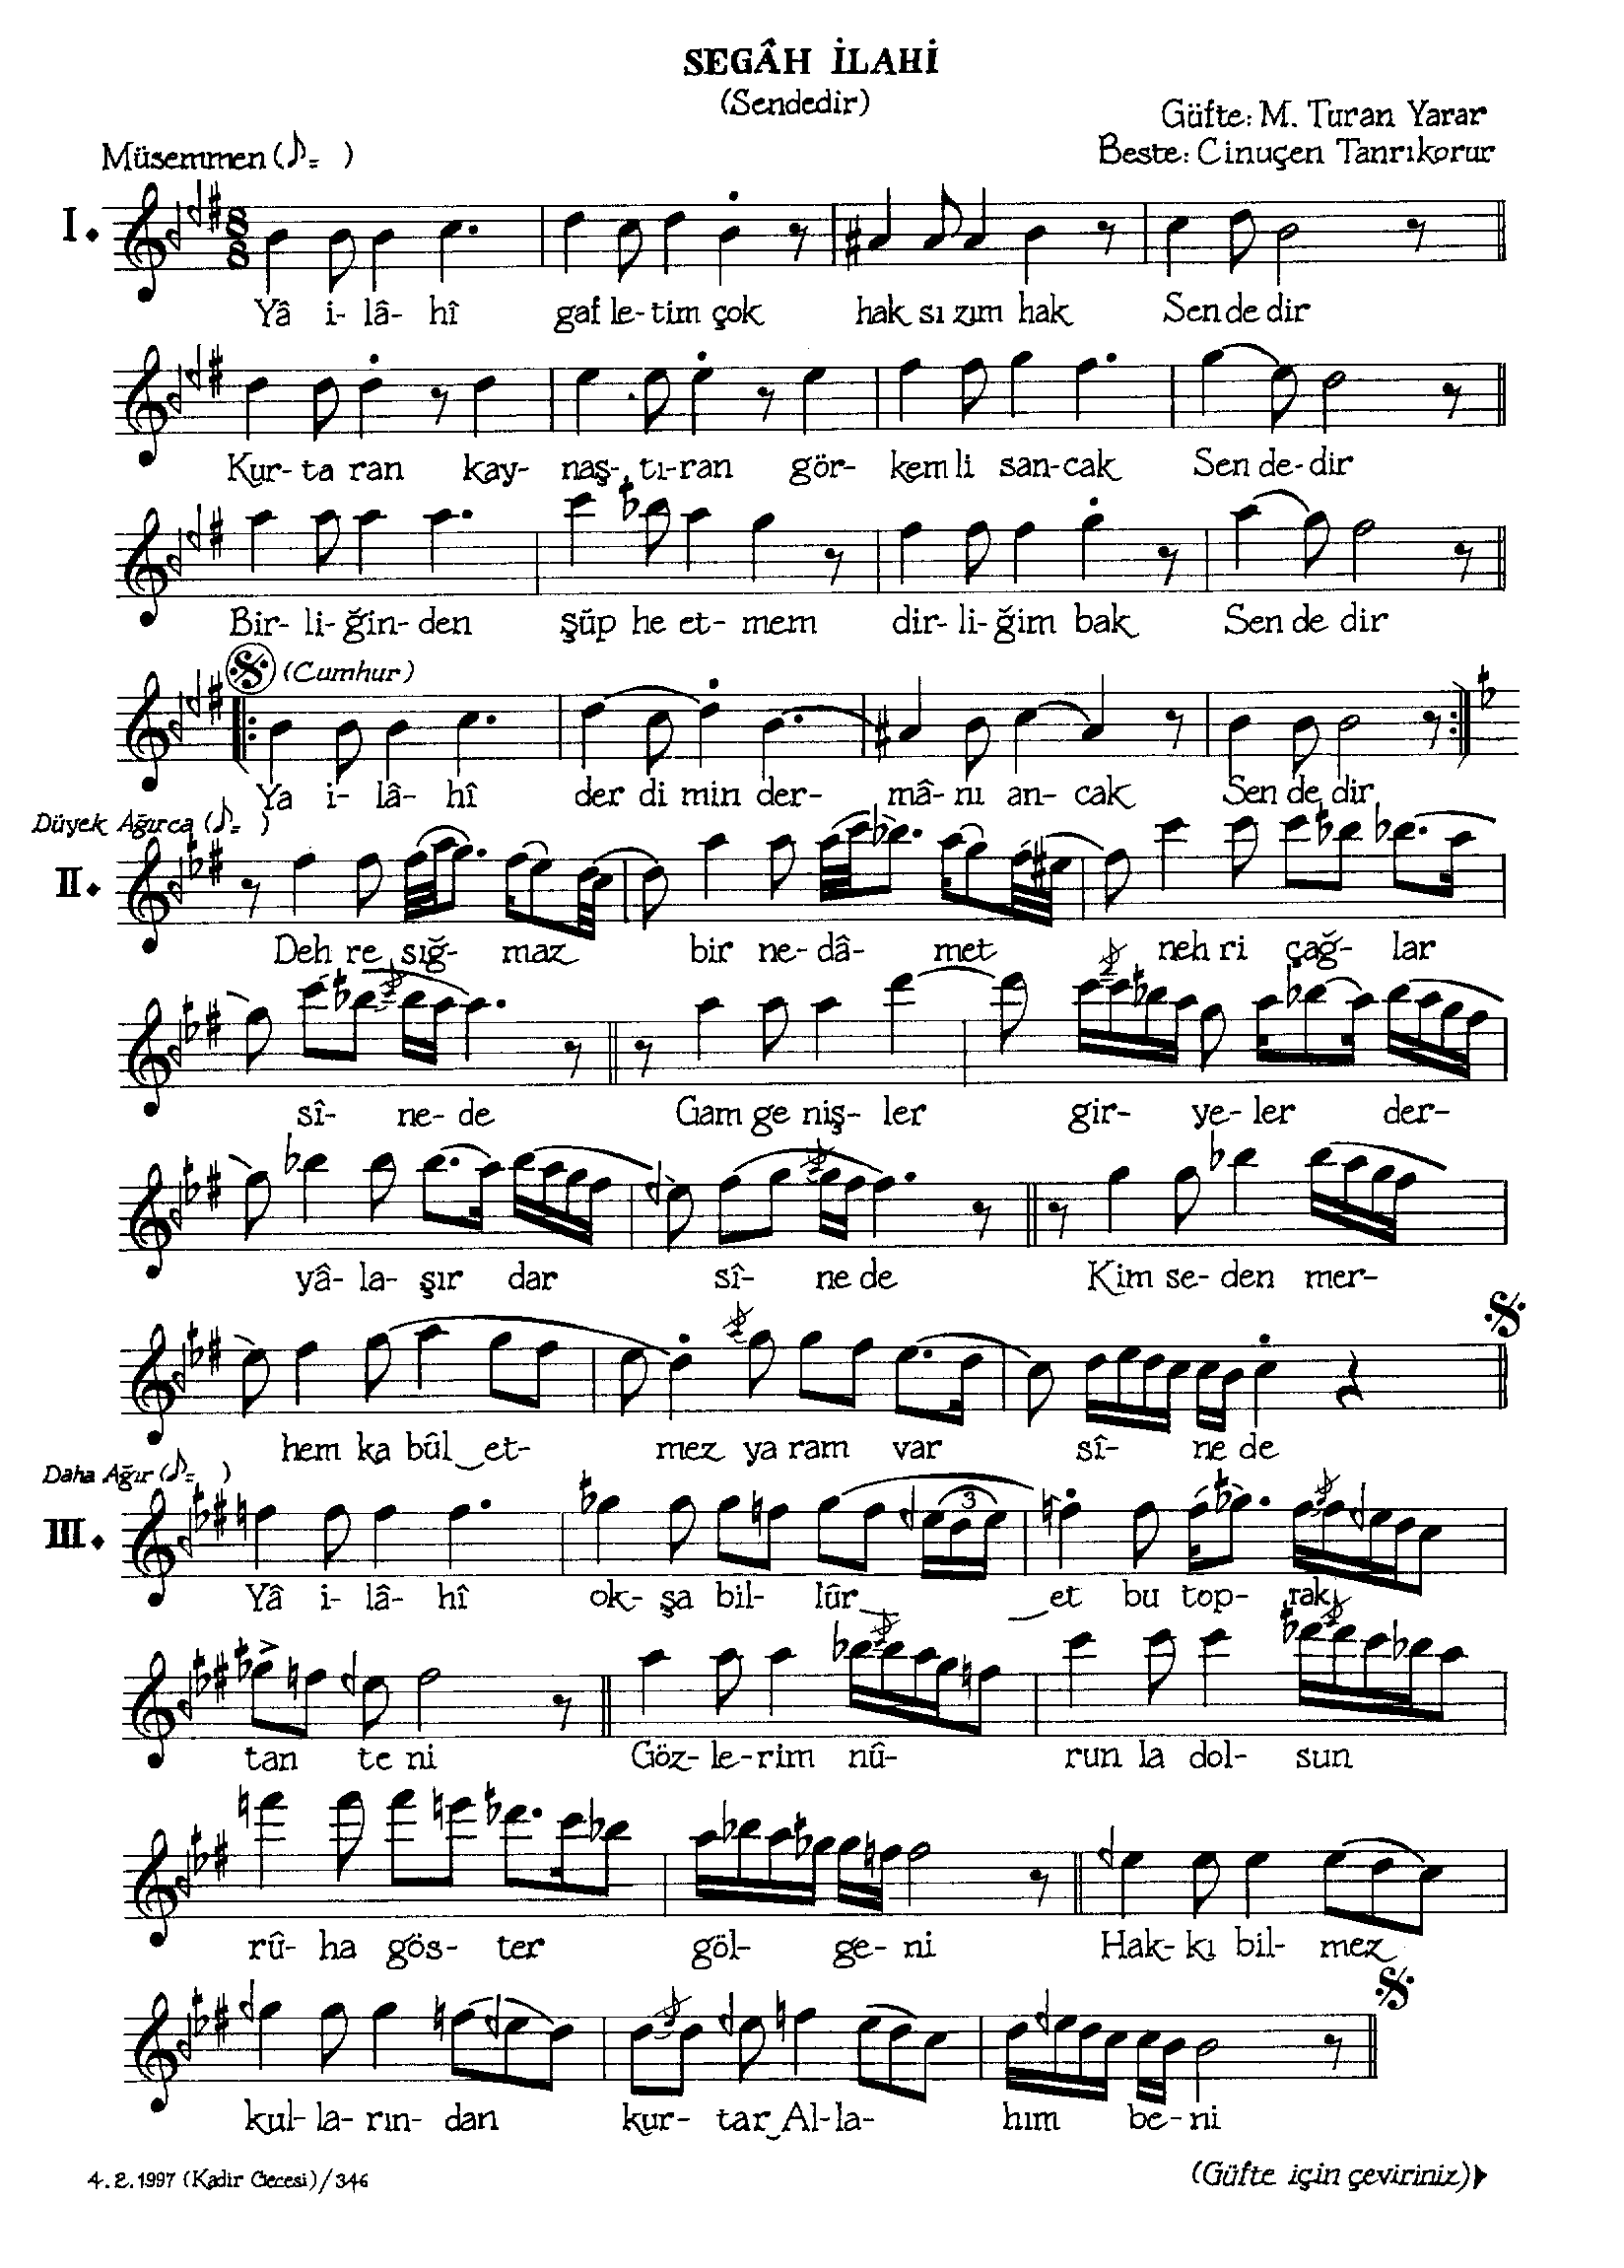 SEGÂH İLAHİ
(Sendedir)
Güfte: M. Turan Yarar
Müsemmen (♪= )
Beste: Cinuçen Tanrıkorur
I.
8
8
Yâ i- lâ- hî gaf le-tim çok hak sı zım hak Sen de dir
Kur- ta ran kay- naş- tı-ran gör- kem li san-cak Sen de-dir
Bir- li- ğin- den şüp he et- mem dir- li- ğim bak Sen de dir
(Cumhur)
Ya i- lâ- hî der di min der- mâ- nı an- cak Sen de dir
Düyek Ağırca (♪= )
II.
Deh re sığ- maz bir ne- dâ- met neh ri çağ- lar
sî- ne- de Gam ge niş- ler gir- ye- ler der-
yâ- la- şır dar sî- ne de Kim se- den mer-
hem ka bûl et- mez ya ram var sî- ne de
Daha Ağır (♪= )
III.
3
Yâ i- lâ- hî ok- şa bil- lûr et bu top- rak
tan te ni Göz- le-rim nû- run la dol- sun
rû- ha gös- ter göl- ge- ni Hak- kı bil- mez
kul- la- rın- dan kur- tar Al- la- hım be- ni
4.2.1997 (Kadir Gecesi)/346
(Güfte için çeviriniz)